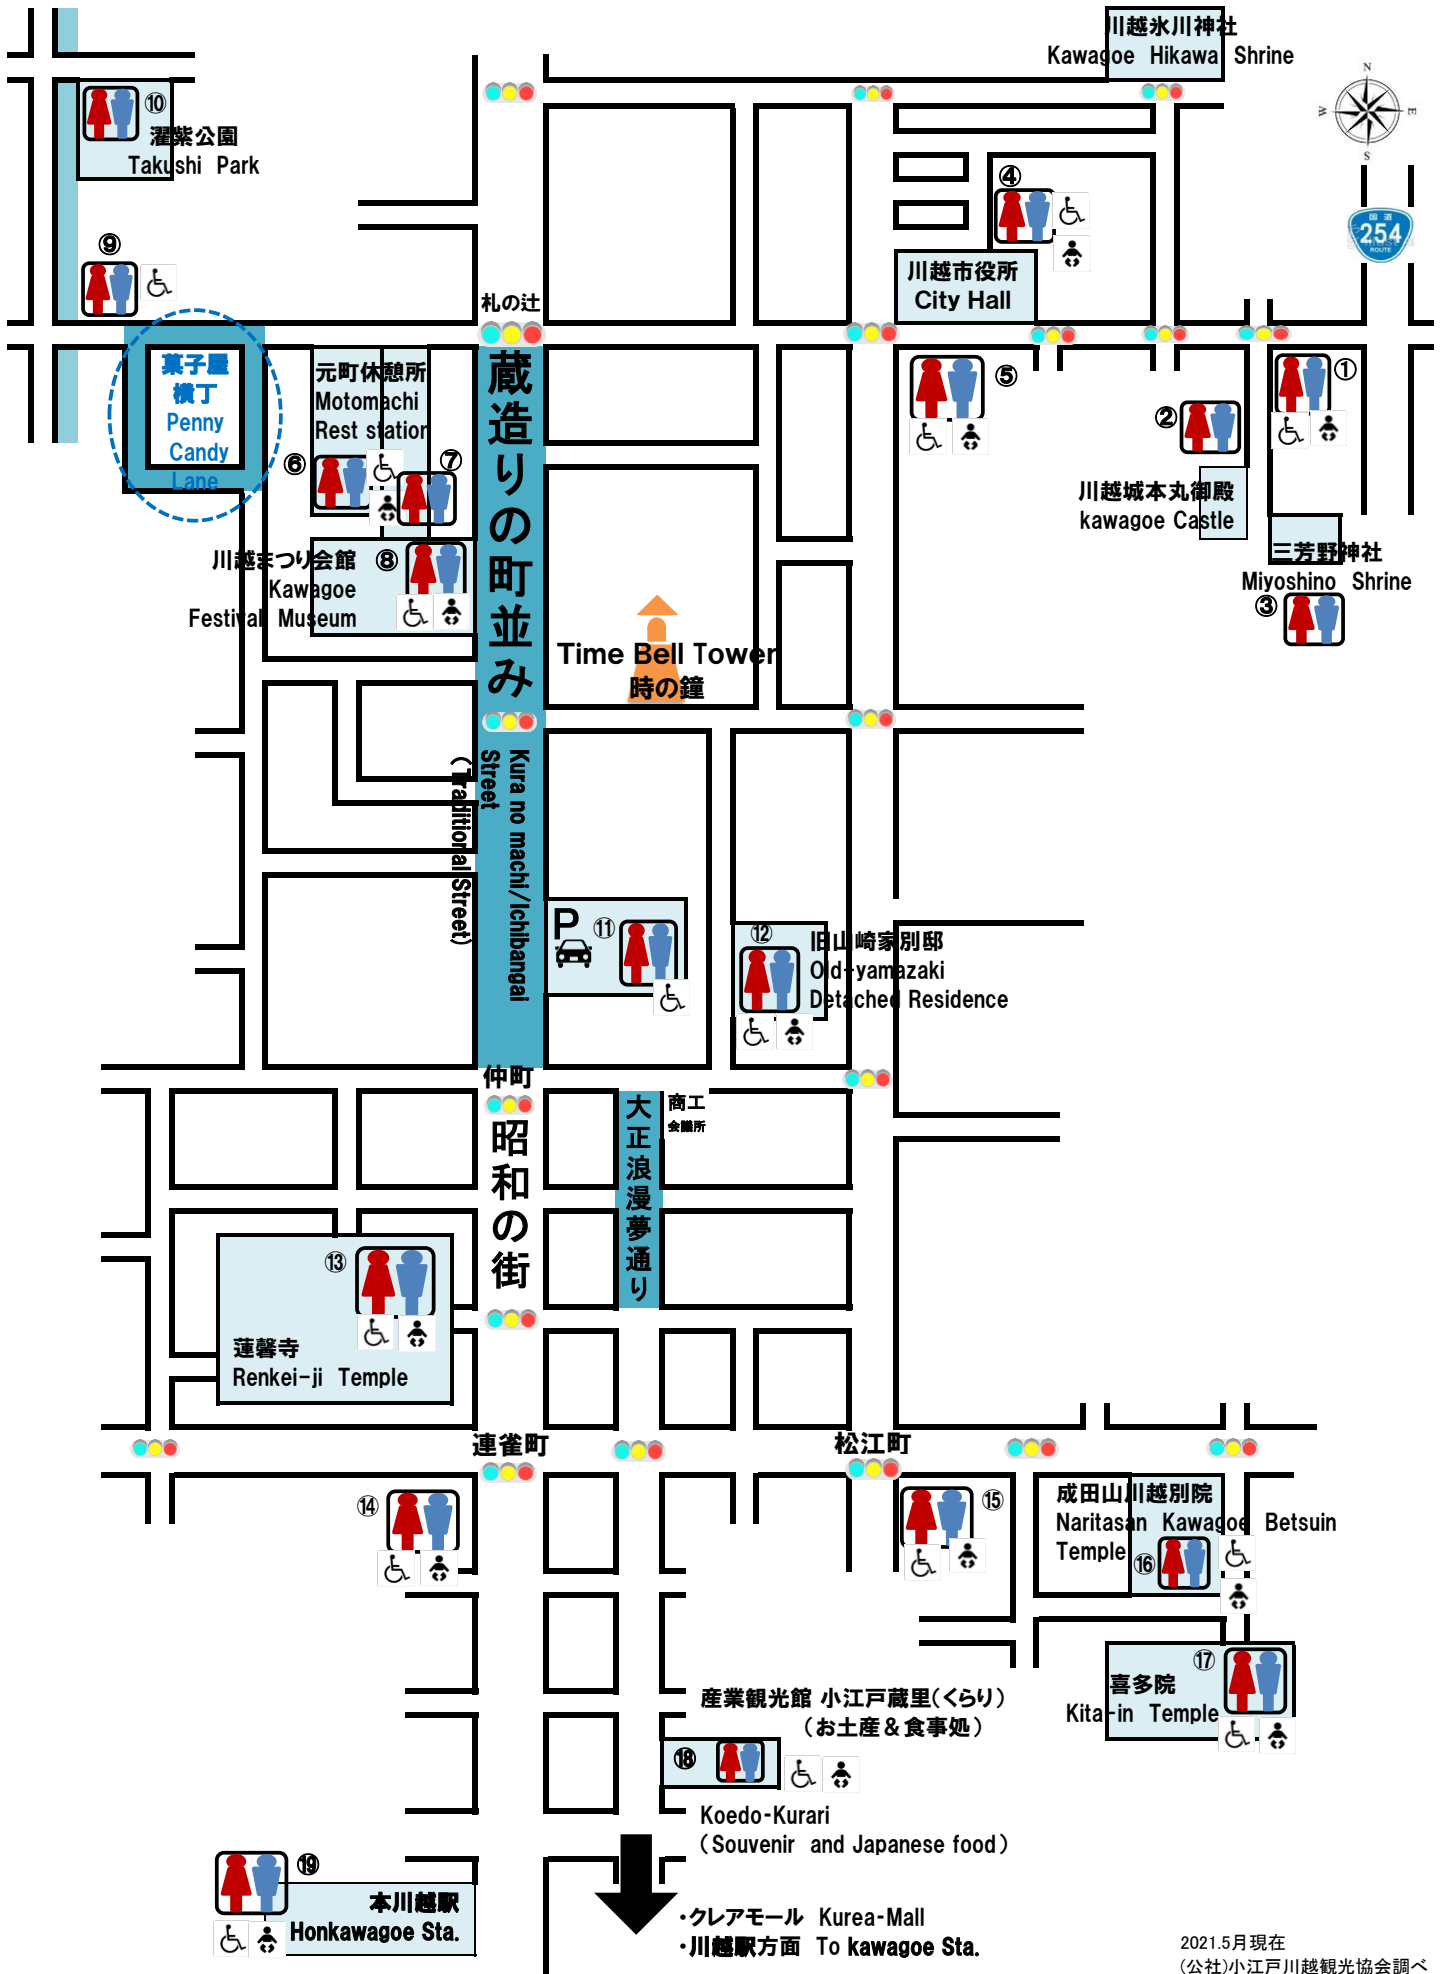 川越氷川神社
Kawagoe Hikawa Shrine
N
W
E
S
⑩
濯紫公園
Takushi Park
④
国道
254
ROUTE
⑨
川越市役所
City Hall
札の辻
菓子屋
横丁
Penny
Candy
Lane
元町休憩所
Motomachi
Rest station
⑥
⑦
蔵造りの町並み
⑤
①
②
川越城本丸御殿
kawagoe Castle
三芳野神社
Miyoshino Shrine
③
川越まつり会館
Kawagoe
Festival Museum
⑧
Time Bell Tower
時の鐘
Kura no machi/Ichibangai
Street
(Traditional Street)
P
⑪
⑫
旧山崎家別邸
Old-yamazaki
Detached Residence
仲町
昭和の街
大正浪漫夢通り
商工
会議所
⑬
蓮馨寺
Renkei-ji Temple
連雀町
松江町
⑭
⑮
成田山川越別院
Naritasan Kawagoe Betsuin
Temple
⑯
⑰
喜多院
Kita-in Temple
産業観光館 小江戸蔵里(くらり)
(お土産&食事処)
⑱
Koedo-Kurari
(Souvenir and Japanese food)
⑲
本川越駅
Honkawagoe Sta.
・クレアモール Kurea-Mall
・川越駅方面 To kawagoe Sta.
2021.5月現在
(公社)小江戸川越観光協会調べ